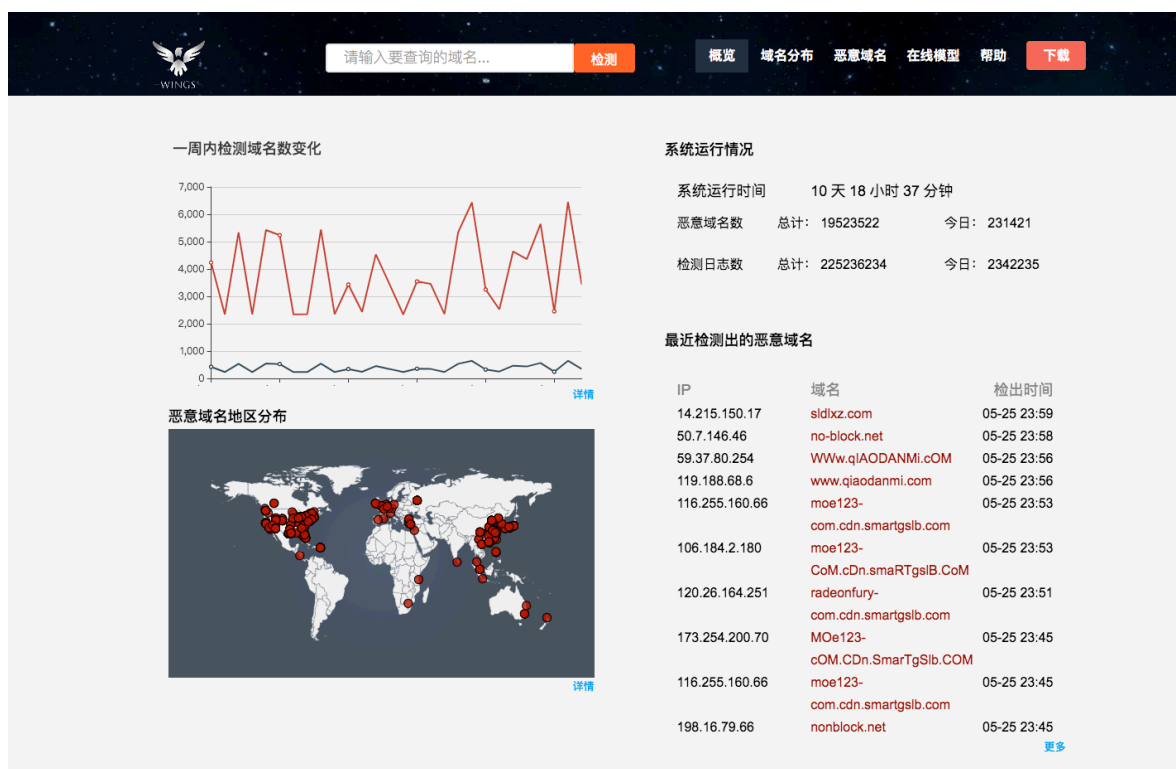 WINGS
请输入要查询的域名...
检测
概览 域名分布 恶意域名 在线模型 帮助 下载
一周内检测域名数变化
7,000
6,000
5,000
4,000
3,000
2,000
1,000
0
详情
恶意域名地区分布
详情
系统运行情况
系统运行时间 10 天 18 小时 37 分钟
恶意域名数 总计: 19523522 今日: 231421
检测日志数 总计: 225236234 今日: 2342235
最近检测出的恶意域名
IP 域名 检出时间
14.215.150.17 sldlxz.com 05-25 23:59
50.7.146.46 no-block.net 05-25 23:58
59.37.80.254 WWw.qIAODANMi.cOM 05-25 23:56
119.188.68.6 www.qiaodanmi.com 05-25 23:56
116.255.160.66 moe123- 05-25 23:53
com.cdn.smartgslb.com
106.184.2.180 moe123- 05-25 23:53
CoM.cDn.smaRTgslB.CoM
120.26.164.251 radeonfury- 05-25 23:51
com.cdn.smartgslb.com
173.254.200.70 MOe123- 05-25 23:45
cOM.CDn.SmarTgSlb.COM
116.255.160.66 moe123- 05-25 23:45
com.cdn.smartgslb.com
198.16.79.66 nonblock.net 05-25 23:45
更多